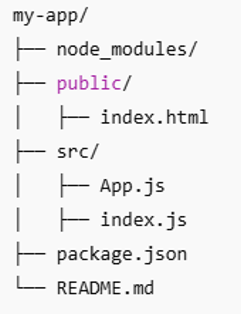 my-app/
├── node_modules/
├── public/
│   ├── index.html
├── src/
│   ├── App.js
│   ├── index.js
├── package.json
└── README.md